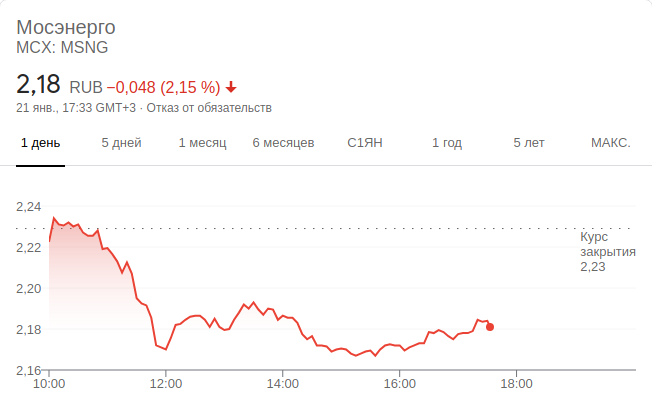 Мосэнерго
MCX: MSNG
2,18 RUB −0,048 (2,15 %) 🡇
21 янв., 17:33 GMT+3 · Отказ от обязательств
1 день 5 дней 1 месяц 6 месяцев С1ЯН 1 год 5 лет МАКС.
2,24
2,22
2,20
2,18
2,16
Курс
закрытия
2,23
10:00 12:00 14:00 16:00 18:00